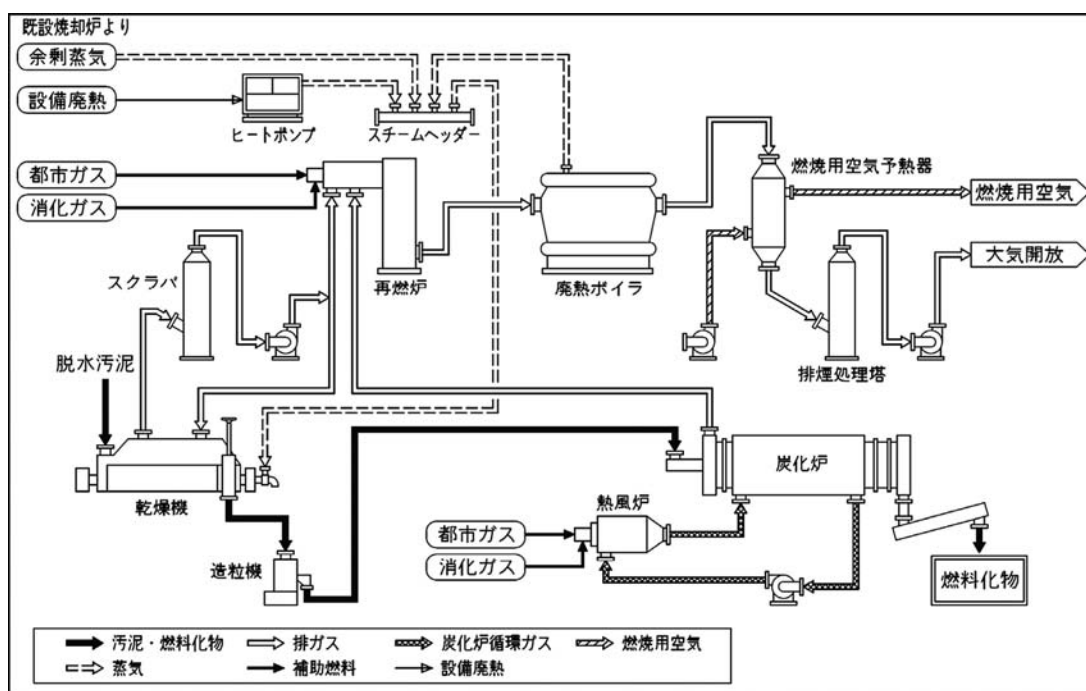 既設焼却炉より
余剰蒸気
設備廃熱
ヒートポンプ
スチームヘッダー
都市ガス
消化ガス
再燃炉
廃熱ボイラ
燃焼用空気予熱器
燃焼用空気
大気開放
スクラバ
排煙処理塔
脱水汚泥
乾燥機
炭化炉
熱風炉
都市ガス
消化ガス
造粒機
燃料化物
汚泥・燃料化物
排ガス
炭化炉循環ガス
燃焼用空気
蒸気
補助燃料
設備廃熱